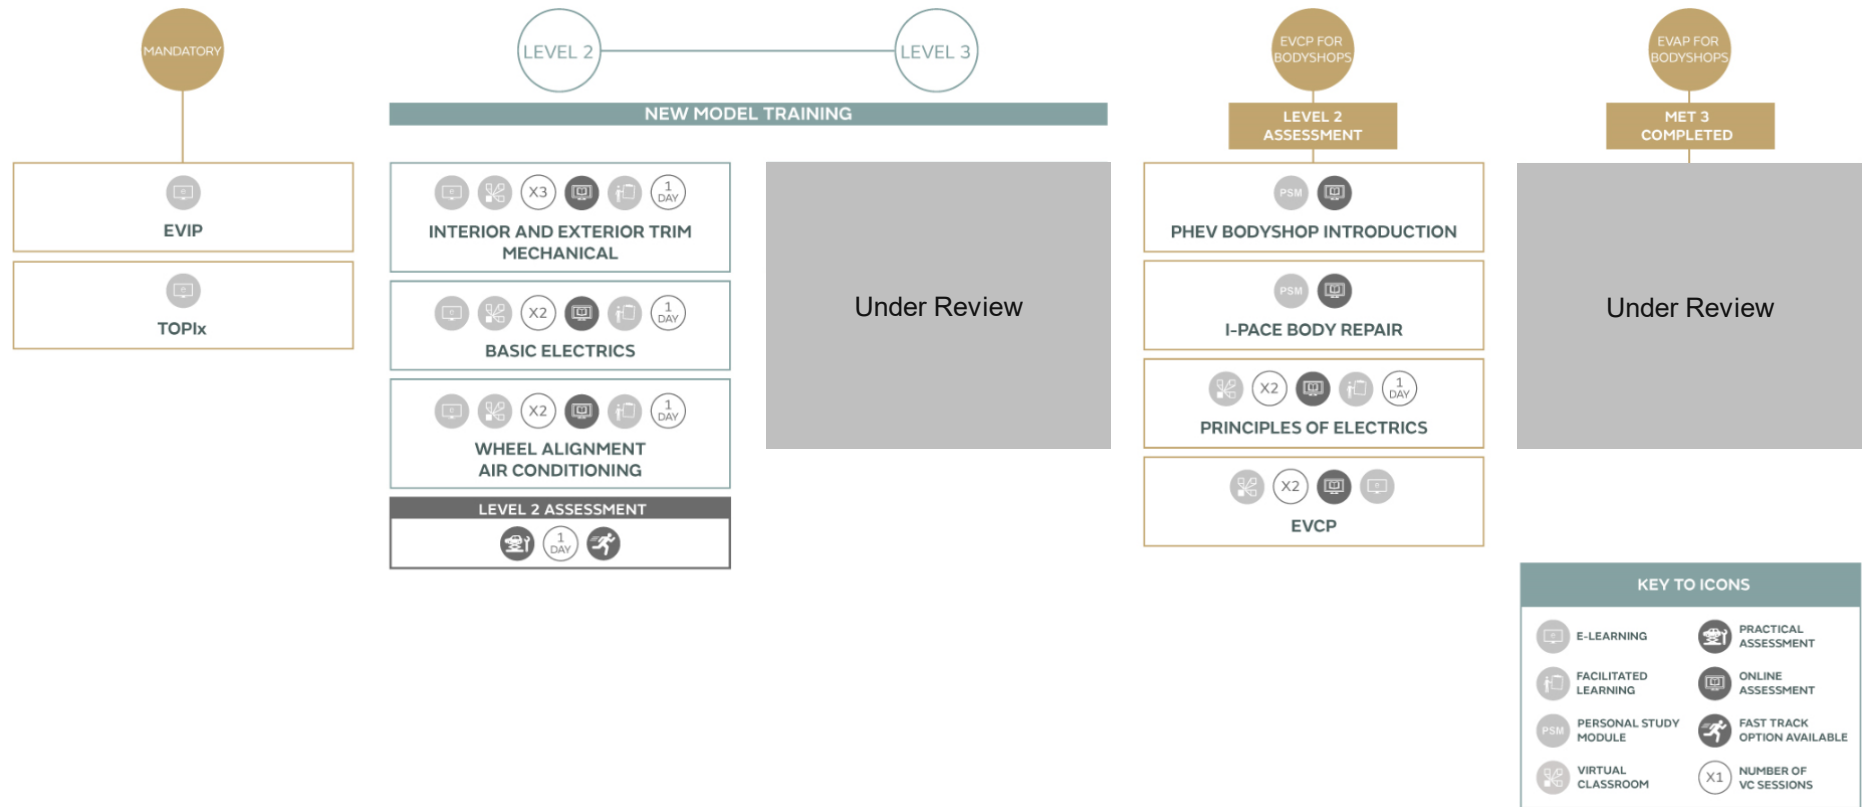 MANDATORY
LEVEL 2
LEVEL 3
EVCP FOR
BODYSHOPS
EVAP FOR
BODYSHOPS
NEW MODEL TRAINING
LEVEL 2
ASSESSMENT
MET 3
COMPLETED
EVIP
TOPIx
X3
1
DAY
INTERIOR AND EXTERIOR TRIM
MECHANICAL
X2
1
DAY
BASIC ELECTRICS
X2
1
DAY
WHEEL ALIGNMENT
AIR CONDITIONING
LEVEL 2 ASSESSMENT
1
DAY
Under Review
PSM
PHEV BODYSHOP INTRODUCTION
PSM
I-PACE BODY REPAIR
X2
1
DAY
PRINCIPLES OF ELECTRICS
X2
EVCP
Under Review
KEY TO ICONS
E-LEARNING
PRACTICAL
ASSESSMENT
FACILITATED
LEARNING
ONLINE
ASSESSMENT
PSM
PERSONAL STUDY
MODULE
FAST TRACK
OPTION AVAILABLE
VIRTUAL
CLASSROOM
X1
NUMBER OF
VC SESSIONS